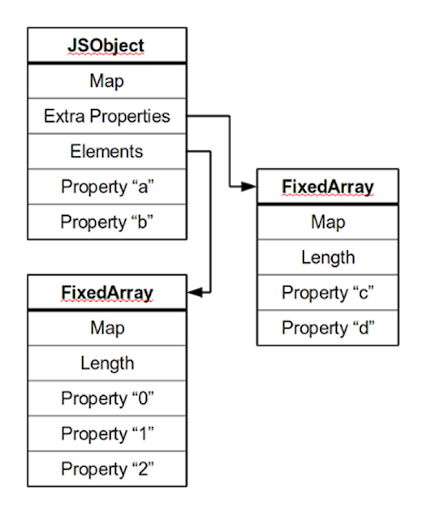 JSObject
Map
Extra Properties
Elements
Property “a”
Property “b”
FixedArray
Map
Length
Property “c”
Property “d”
FixedArray
Map
Length
Property “0”
Property “1”
Property “2”